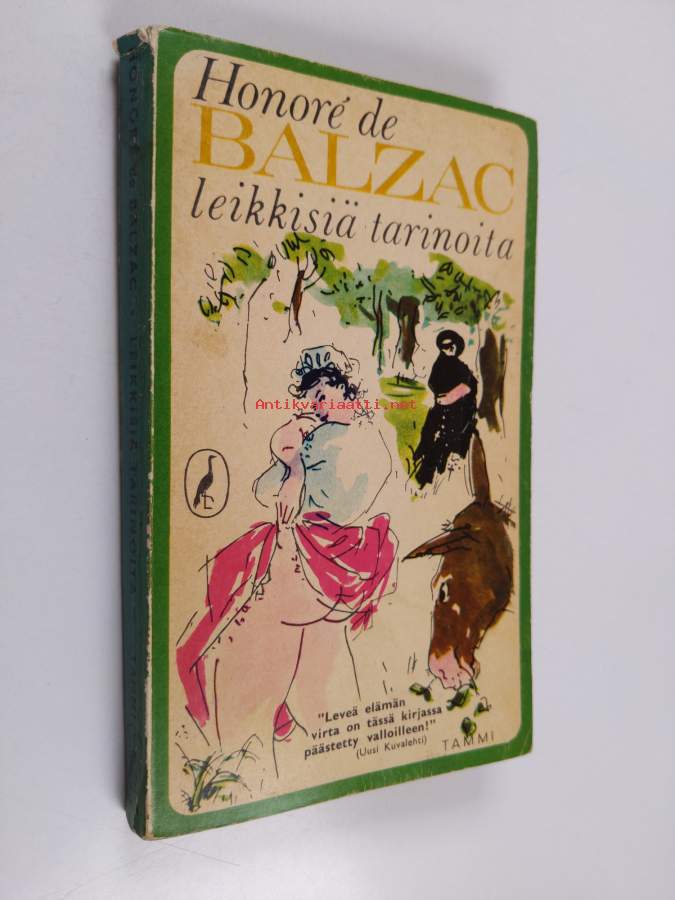 Honoré de
BALZAC
leikkisiä tarinoita
Antikvariaatti.net
"Leveä elämän
virta on tässä kirjassa
päästetty valloilleen!"
(Uusi Kuvalehti)
TAMMI
HONORÉ de BALZAC • LEIKKISIÄ TARINOITA